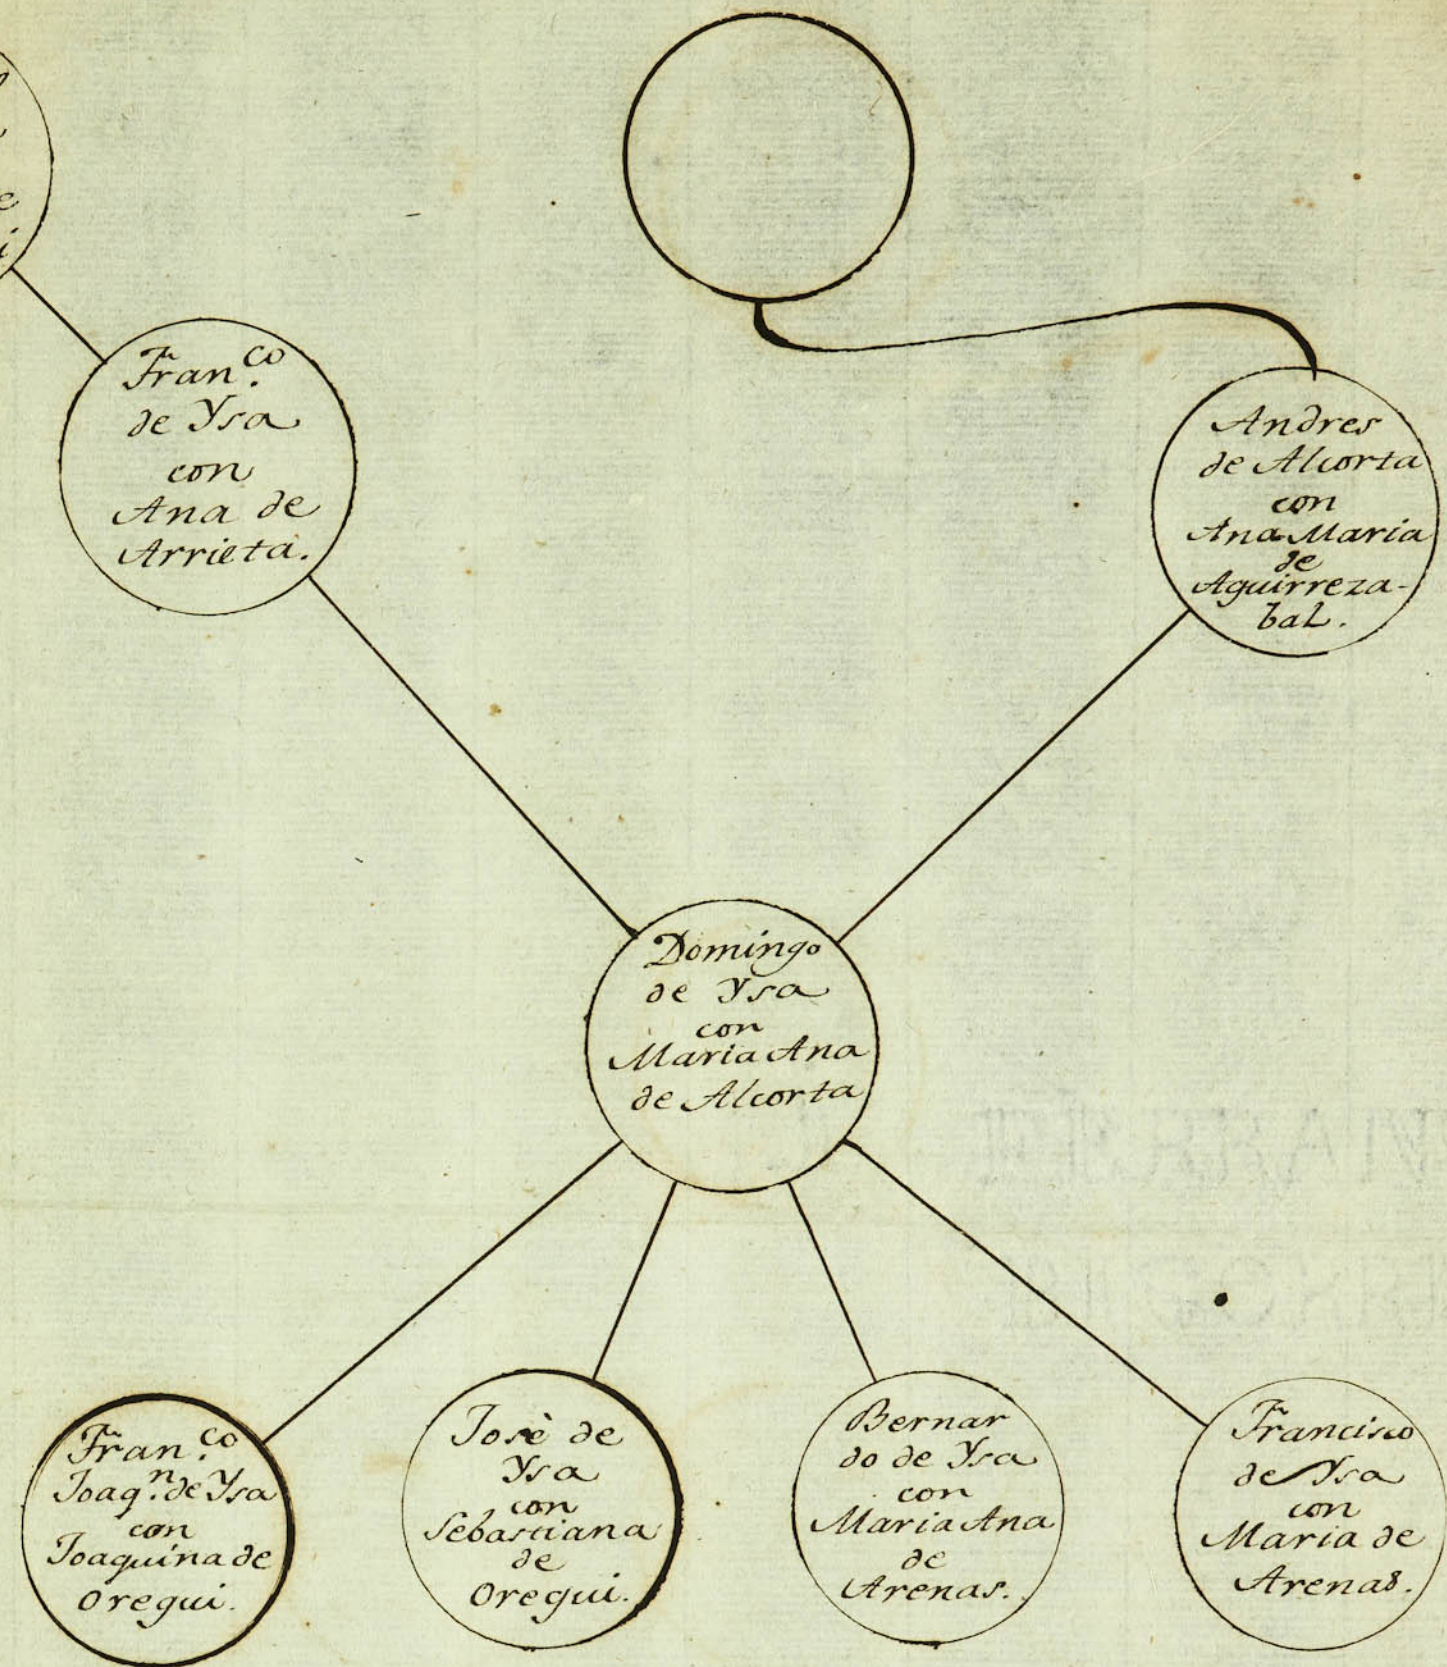 Fran.co
de Ysa
con
Ana de
Arrieta.
Andres
de Alcorta
con
Ana Maria
de
Aguirreza-
bal.
Domingo
de Ysa
con
Maria Ana
de Alcorta
Fran.co
Joaq.n de Ysa
con
Joaquina de
Oregui.
Josè de
Ysa
con
Sebastiana
de
Oregui.
Bernar
do de Ysa
con
Maria Ana
de
Arenas.
Francisco
de Ysa
con
Maria de
Arenas.